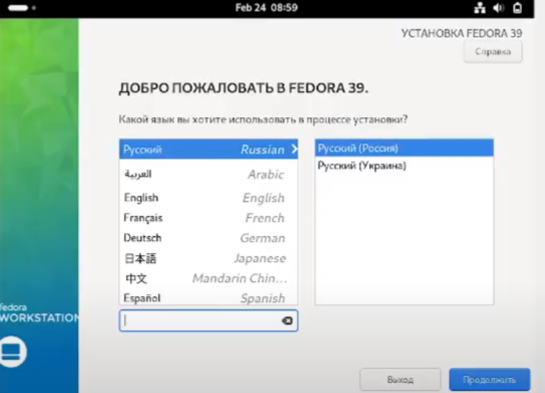 Feb 24 08:59
УСТАНОВКА FEDORA 39
Справка
ДОБРО ПОЖАЛОВАТЬ В FEDORA 39.
Какой язык вы хотите использовать в процессе установки?
Русский Russian
العربية Arabic
English English
Français French
Deutsch German
日本語 Japanese
中文 Mandarin Chin...
Español Spanish
Русский (Россия)
Русский (Украина)
fedora
WORKSTATION
Выход
Продолжить